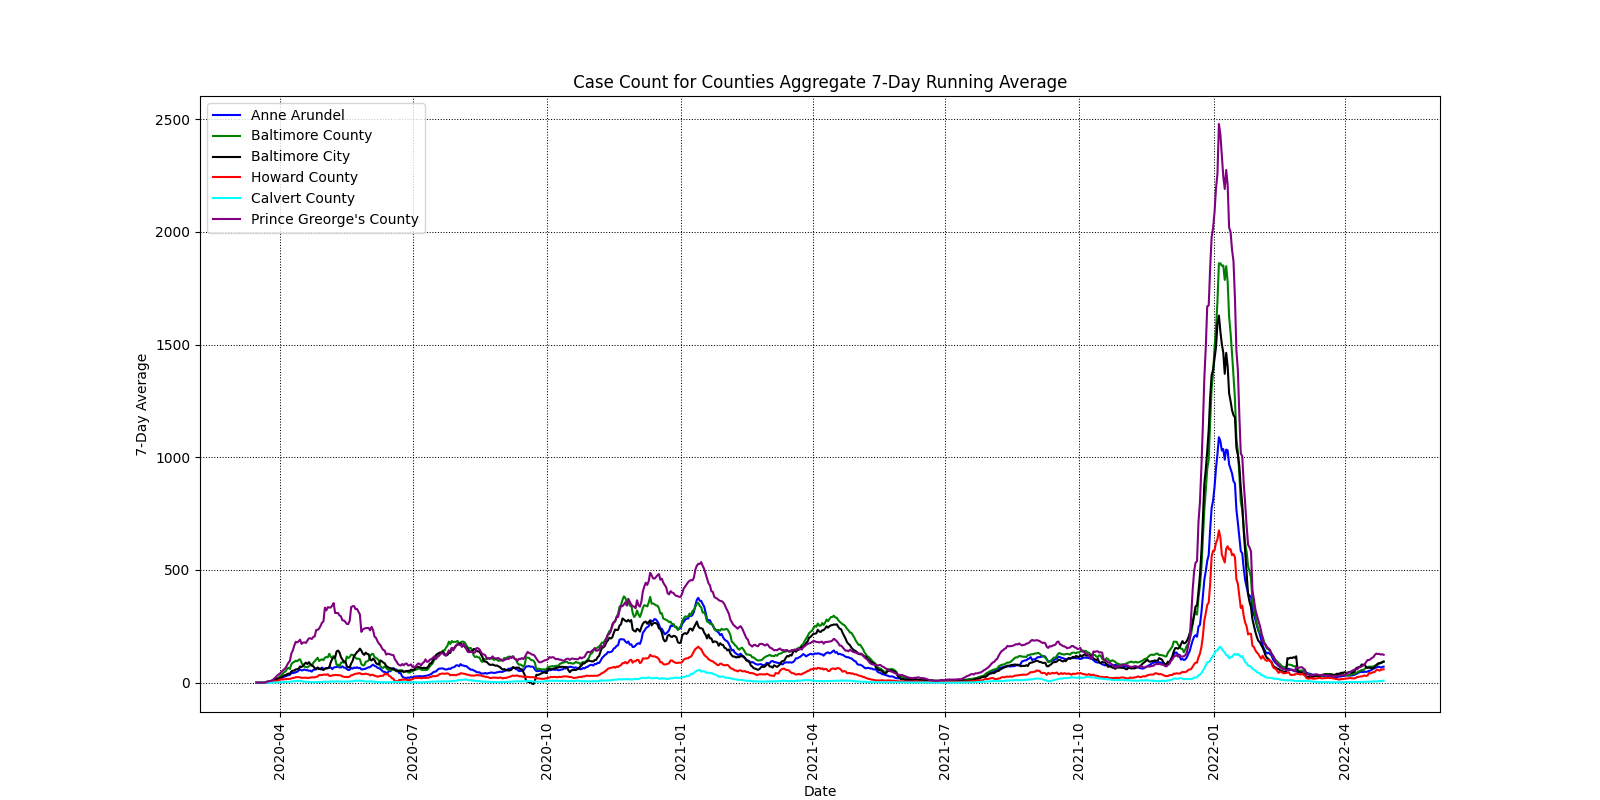 Case Count for Counties Aggregate 7-Day Running Average
Anne Arundel
Baltimore County
Baltimore City
Howard County
Calvert County
Prince Greorge's County
2500
2000
1500
1000
500
0
7-Day Average
2020-04
2020-07
2020-10
2021-01
2021-04
2021-07
2021-10
2022-01
2022-04
Date